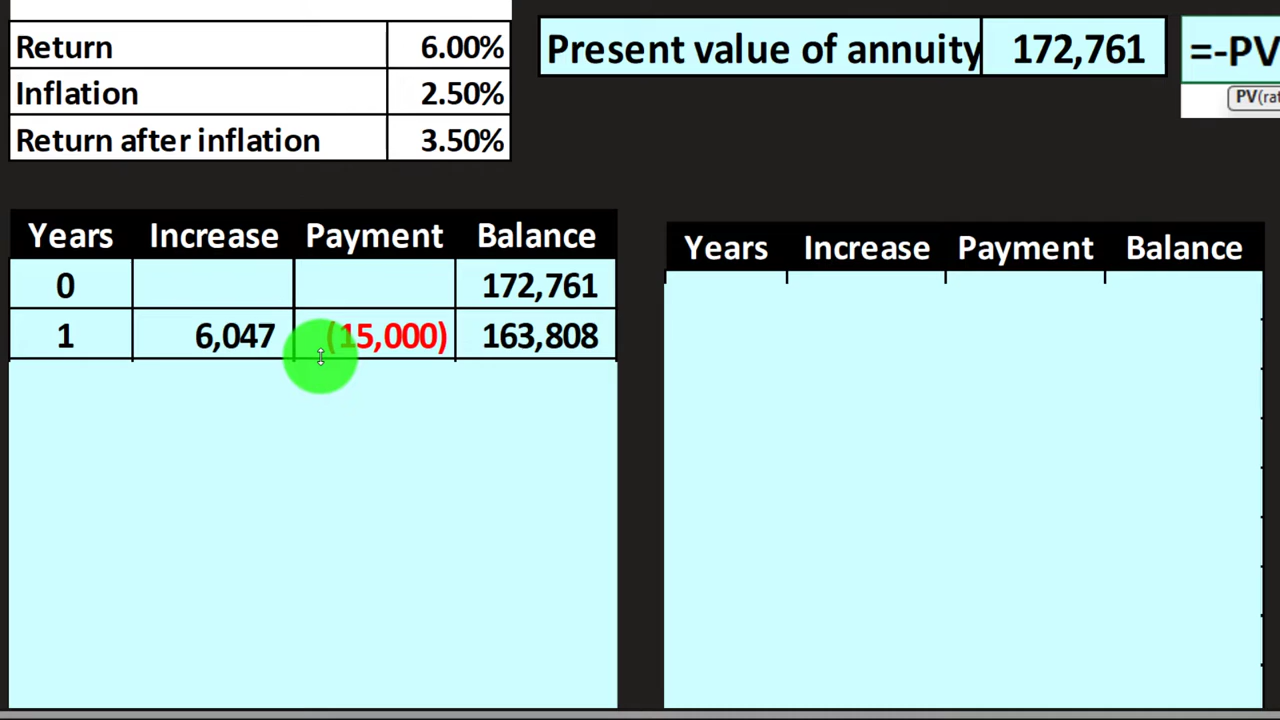 Return 6.00%
Inflation 2.50%
Return after inflation 3.50%
Present value of annuity 172,761 =-PV
PV(rat
Years Increase Payment Balance
0 172,761
1 6,047 (15,000) 163,808
Years Increase Payment Balance